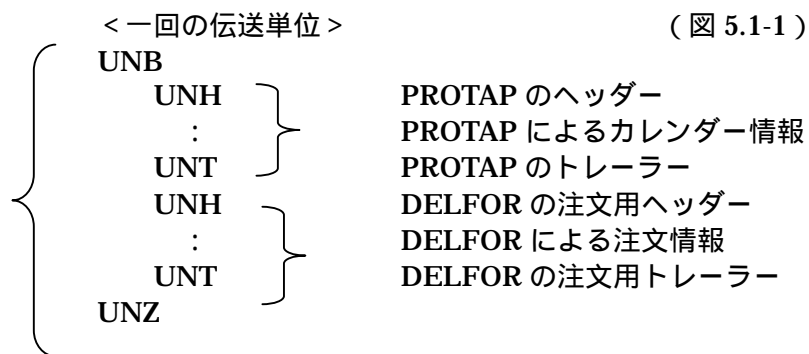 <一回の伝送単位> (図 5.1-1)
UNB
UNH PROTAP のヘッダー
: PROTAP によるカレンダー情報
UNT PROTAP のトレーラー
UNH DELFOR の注文用ヘッダー
: DELFOR による注文情報
UNT DELFOR の注文用トレーラー
UNZ